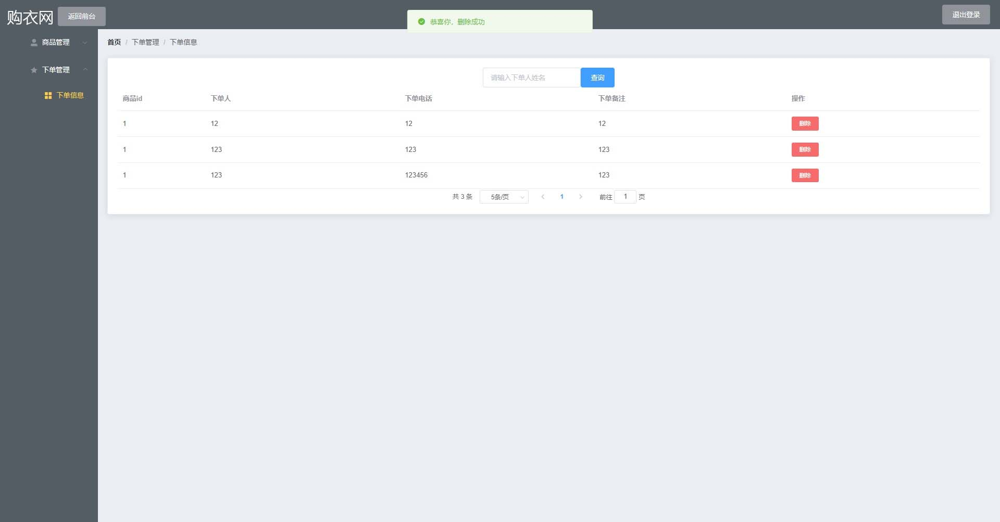 购衣网 返回前台 恭喜你，删除成功 退出登录
商品管理 首页 / 下单管理 / 下单信息
下单管理
下单信息
请输入下单人姓名 查询
商品id 下单人 下单电话 下单备注 操作
1 12 12 12 删除
1 123 123 123 删除
1 123 123456 123 删除
共 3 条 5条/页 1 前往 1 页